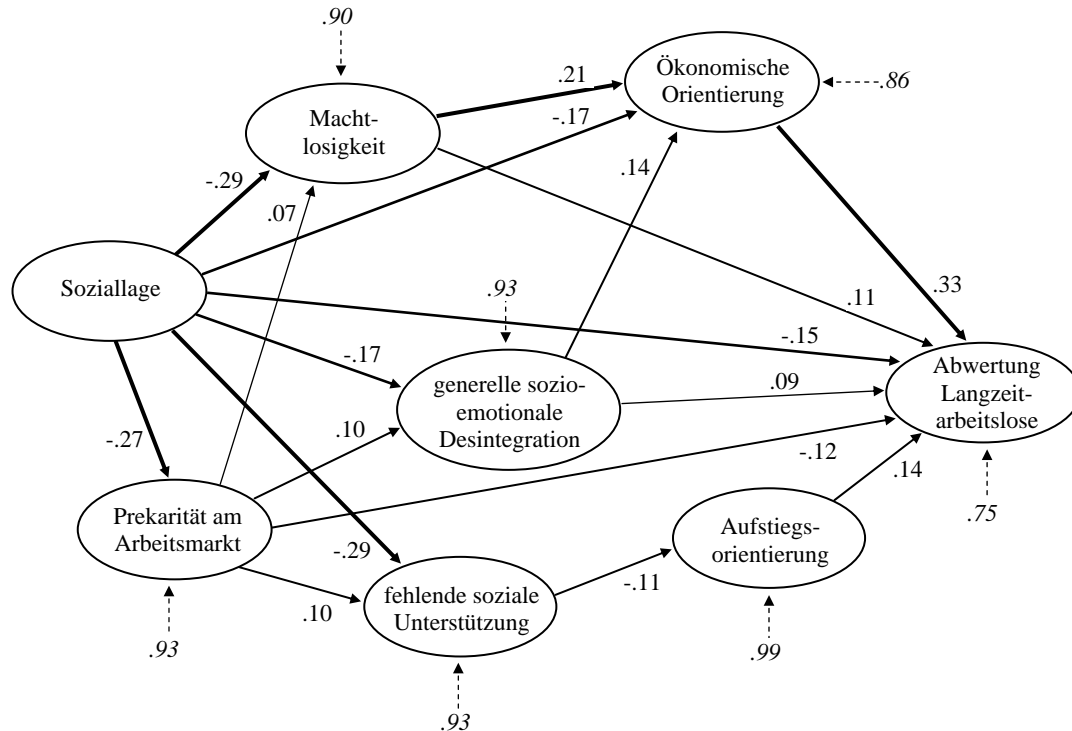 .90
Macht-
losigkeit
.21
Ökonomische
Orientierung
.86
-.17
-.29
.07
.14
Soziallage
.93
.11
.33
-.15
-.17
generelle sozio-
emotionale
Desintegration
.09
Abwertung
Langzeit-
arbeitslose
-.27
.10
-.12
.14
.75
Prekarität am
Arbeitsmarkt
-.29
Aufstiegs-
orientierung
.10
fehlende soziale
Unterstützung
-.11
.93
.99
.93